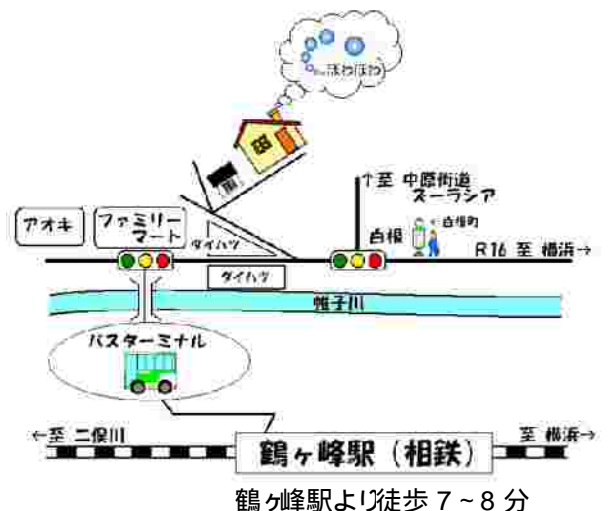 ほわほわ
↑至 中原街道
ズーラシア
アオキ
ファミリー
マート
ダイハツ
白根
←白根町
R16 至 横浜→
ダイハツ
帷子川
バスターミナル
←至 二俣川
鶴ヶ峰駅（相鉄）
至 横浜→
鶴ヶ峰駅より徒歩 7 ~ 8 分